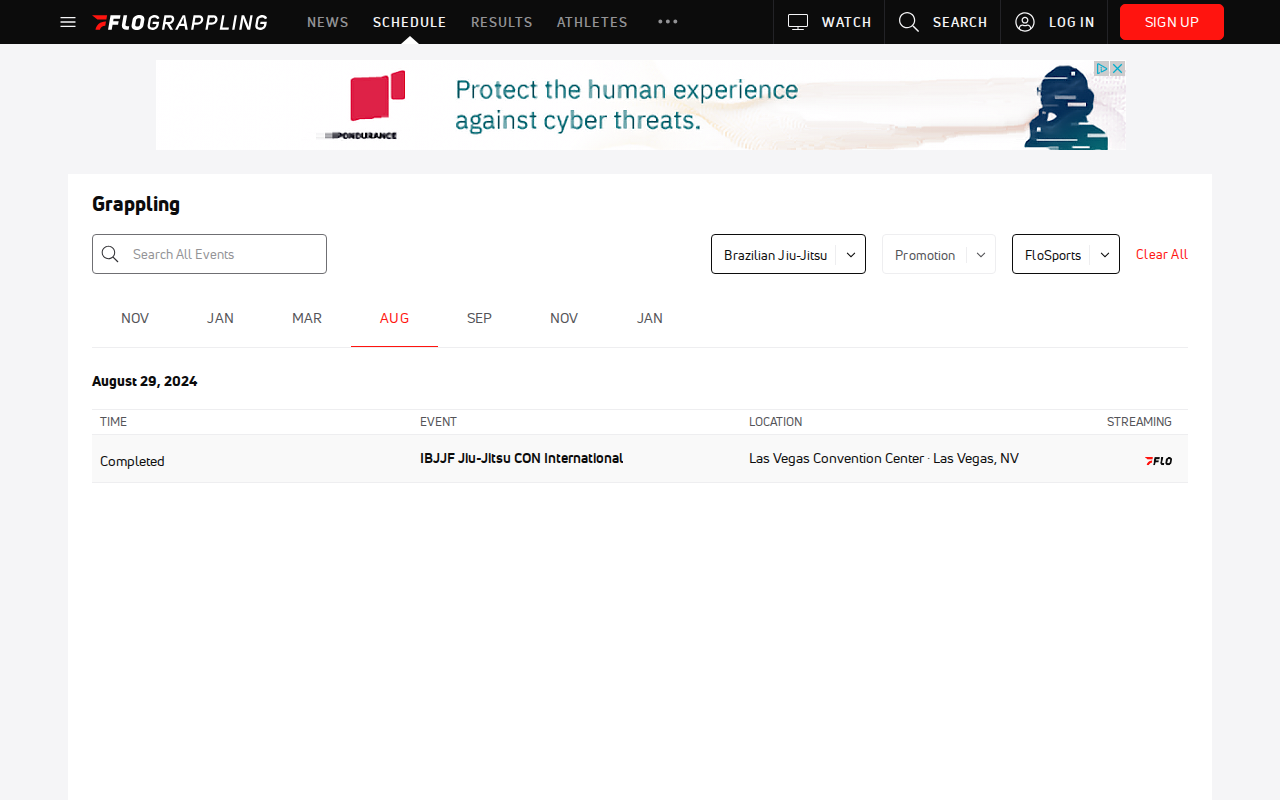 FLOGRAPPLING
NEWS
SCHEDULE
RESULTS
ATHLETES
WATCH
SEARCH
LOG IN
SIGN UP
PONDURANCE
Protect the human experience
against cyber threats.
Grappling
Search All Events
Brazilian Jiu-Jitsu
Promotion
FloSports
Clear All
NOV
JAN
MAR
AUG
SEP
NOV
JAN
August 29, 2024
TIME
EVENT
LOCATION
STREAMING
Completed
IBJJF Jiu-Jitsu CON International
Las Vegas Convention Center · Las Vegas, NV
FLO